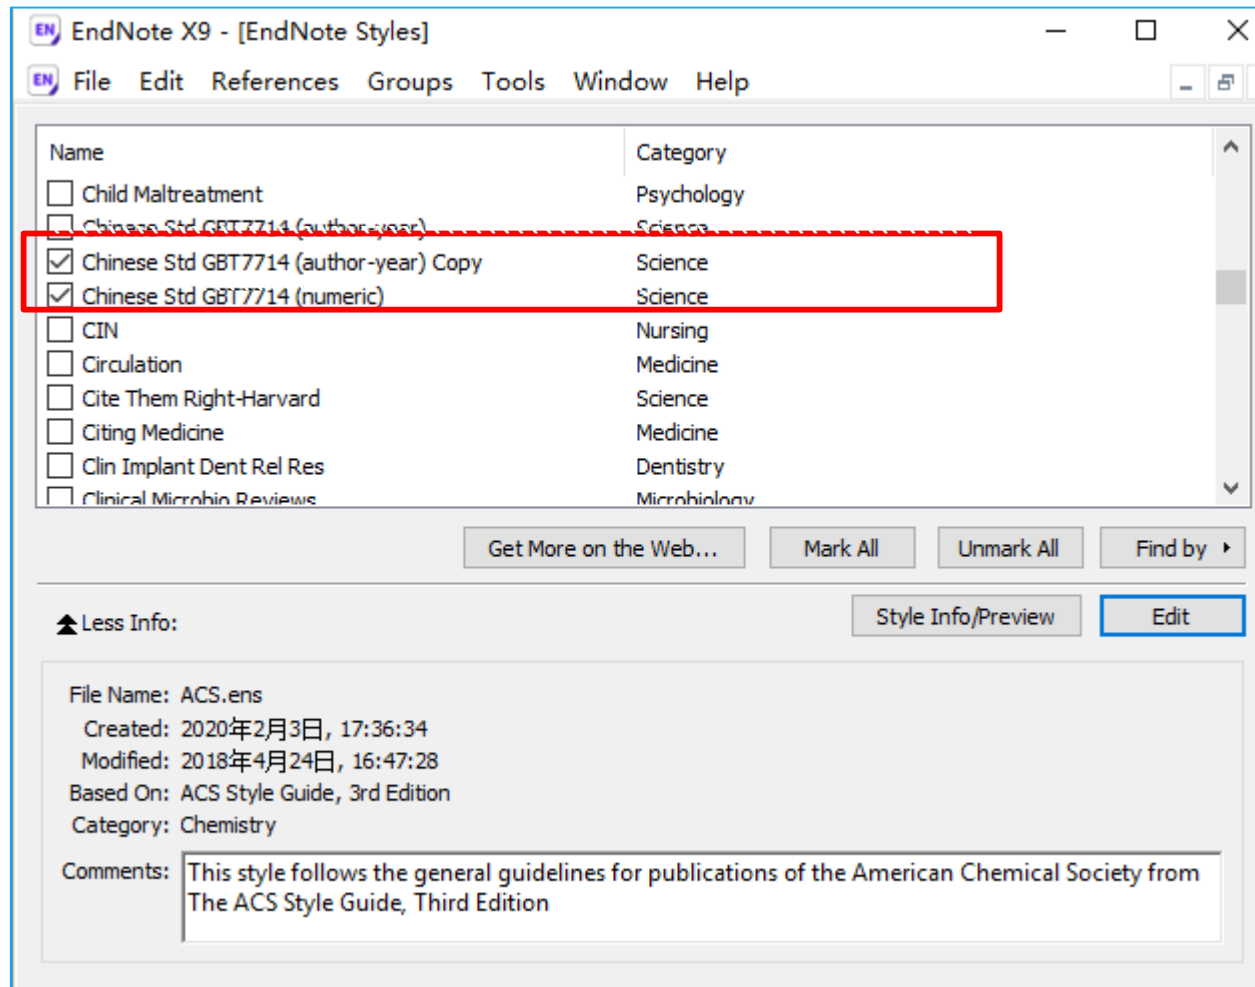 EndNote X9 - [EndNote Styles]
File Edit References Groups Tools Window Help
Name Category
Child Maltreatment Psychology
Chinese Std GBT7714 (author-year) Science
Chinese Std GBT7714 (author-year) Copy Science
Chinese Std GBT7714 (numeric) Science
CIN Nursing
Circulation Medicine
Cite Them Right-Harvard Science
Citing Medicine Medicine
Clin Implant Dent Rel Res Dentistry
Clinical Microbio Reviews Microbiology
Get More on the Web... Mark All Unmark All Find by
Less Info: Style Info/Preview Edit
File Name: ACS.ens
Created: 2020年2月3日, 17:36:34
Modified: 2018年4月24日, 16:47:28
Based On: ACS Style Guide, 3rd Edition
Category: Chemistry
Comments: This style follows the general guidelines for publications of the American Chemical Society from
The ACS Style Guide, Third Edition